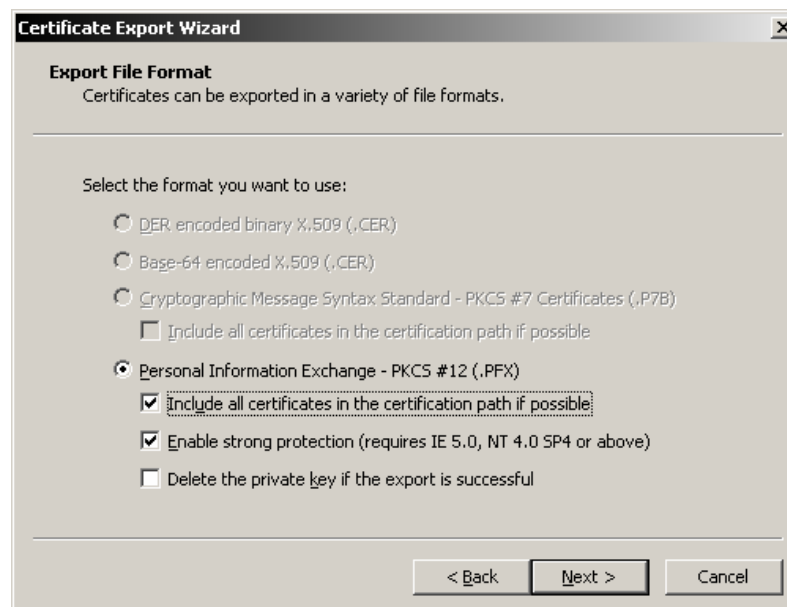 Certificate Export Wizard
Export File Format
Certificates can be exported in a variety of file formats.
Select the format you want to use:
DER encoded binary X.509 (.CER)
Base-64 encoded X.509 (.CER)
Cryptographic Message Syntax Standard - PKCS #7 Certificates (.P7B)
Include all certificates in the certification path if possible
Personal Information Exchange - PKCS #12 (.PFX)
Include all certificates in the certification path if possible
Enable strong protection (requires IE 5.0, NT 4.0 SP4 or above)
Delete the private key if the export is successful
< Back Next > Cancel